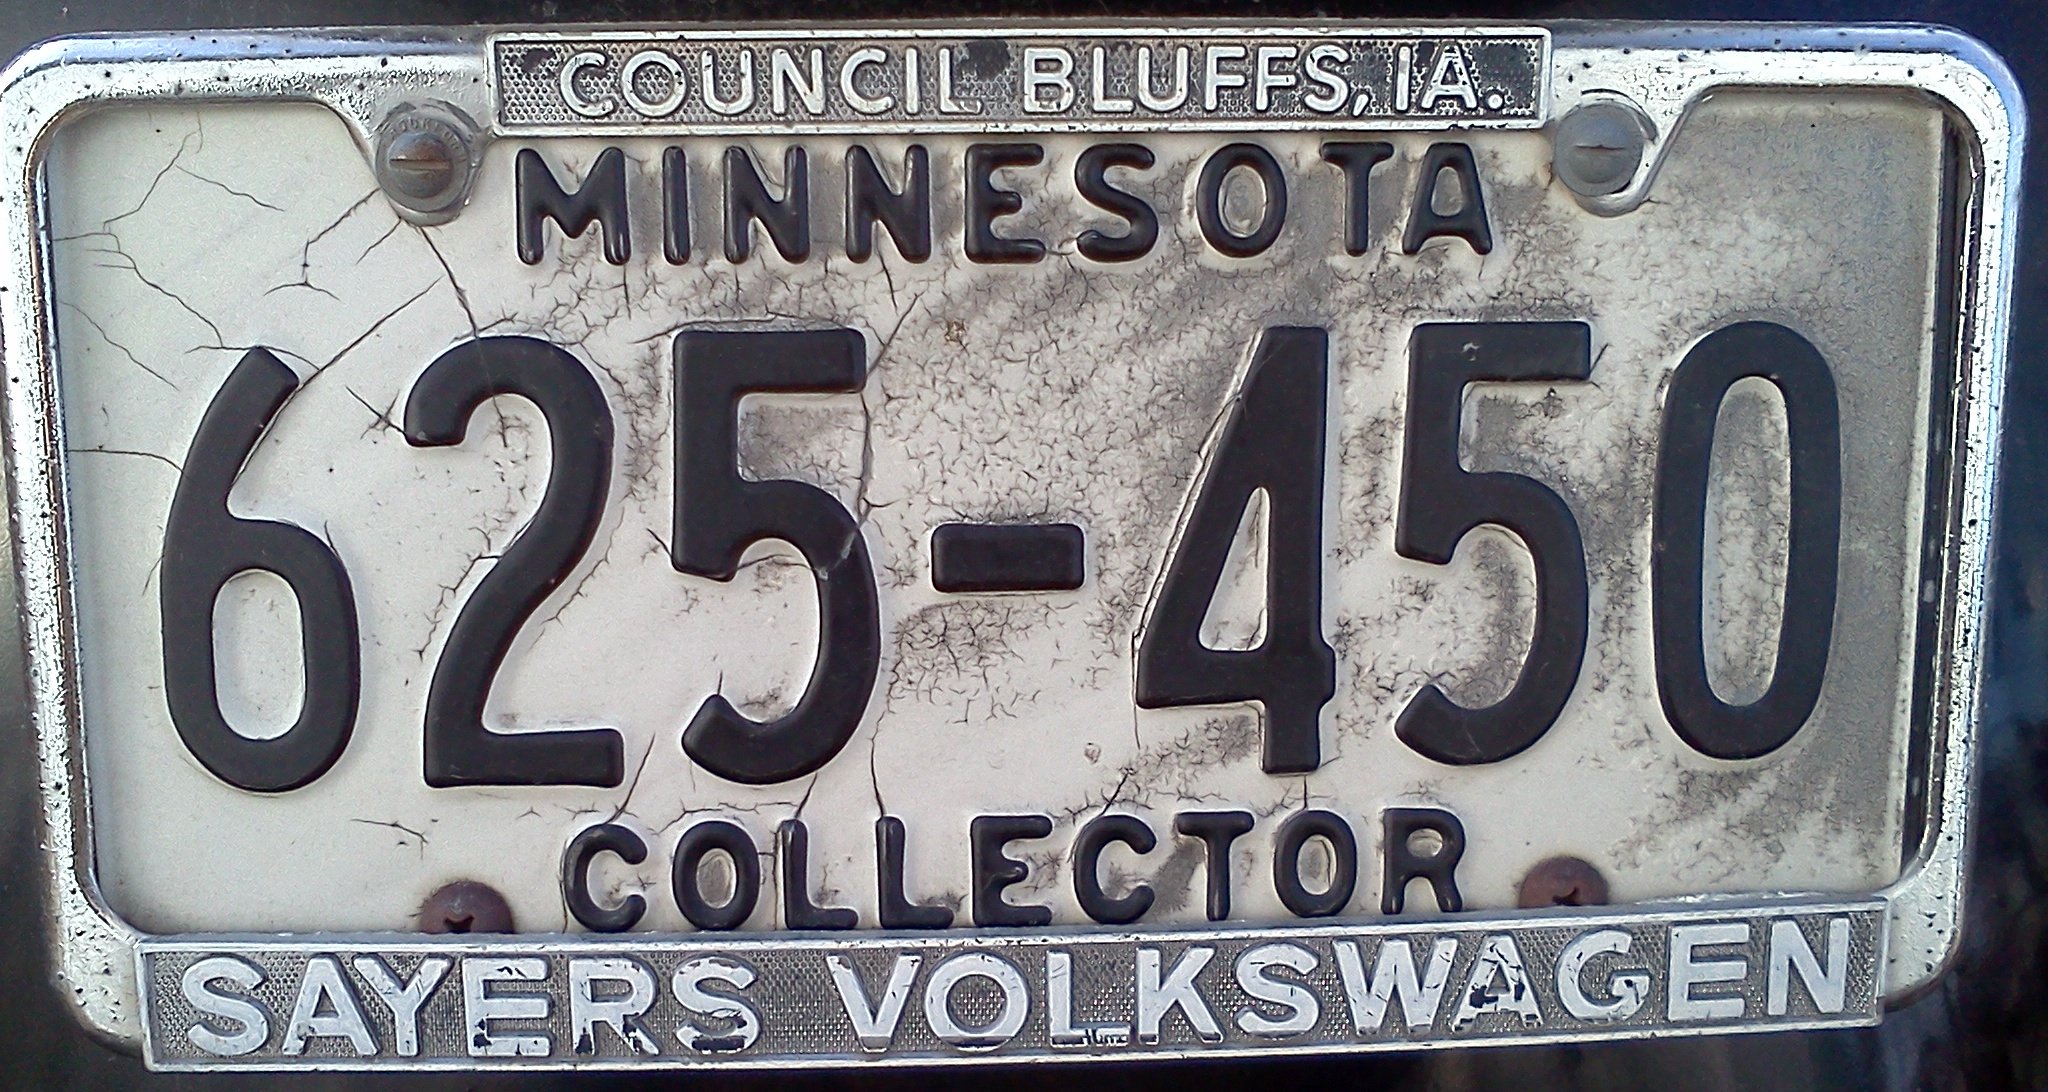 COUNCIL BLUFFS, IA.
MINNESOTA
625-450
COLLECTOR
SAYERS VOLKSWAGEN